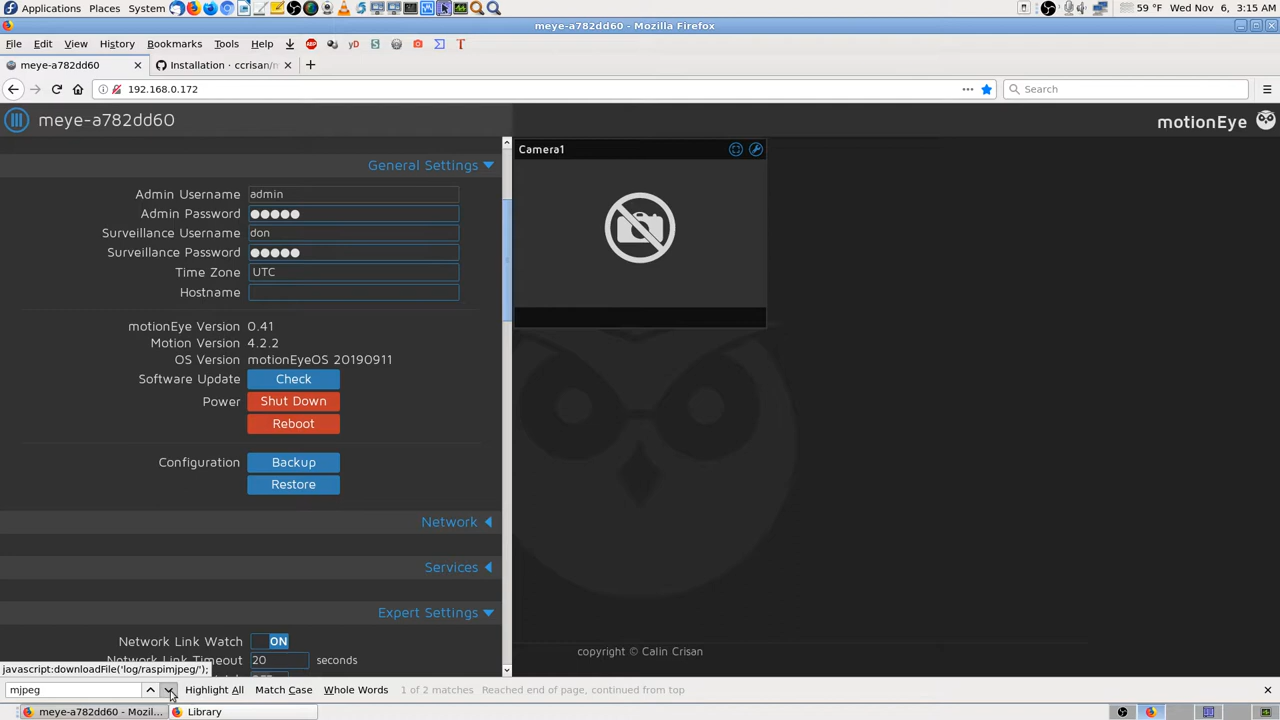 Applications Places System 59 °F Wed Nov 6, 3:15 AM
meye-a782dd60 - Mozilla Firefox
File Edit View History Bookmarks Tools Help ABP yD S Σ T
meye-a782dd60 × Installation · ccrisan/m × +
192.168.0.172 ••• Search
meye-a782dd60 motionEye
General Settings
Camera1
Admin Username admin
Admin Password ●●●●●
Surveillance Username don
Surveillance Password ●●●●●
Time Zone UTC
Hostname
motionEye Version 0.41
Motion Version 4.2.2
OS Version motionEyeOS 20190911
Software Update Check
Power Shut Down
Reboot
Configuration Backup
Restore
Network
Services
Expert Settings
Network Link Watch ON
Network Link Timeout 20 seconds
copyright © Calin Crisan
javascript:downloadFile('log/raspimjpeg/');
mjpeg Highlight All Match Case Whole Words 1 of 2 matches Reached end of page, continued from top
meye-a782dd60 - Mozil... Library